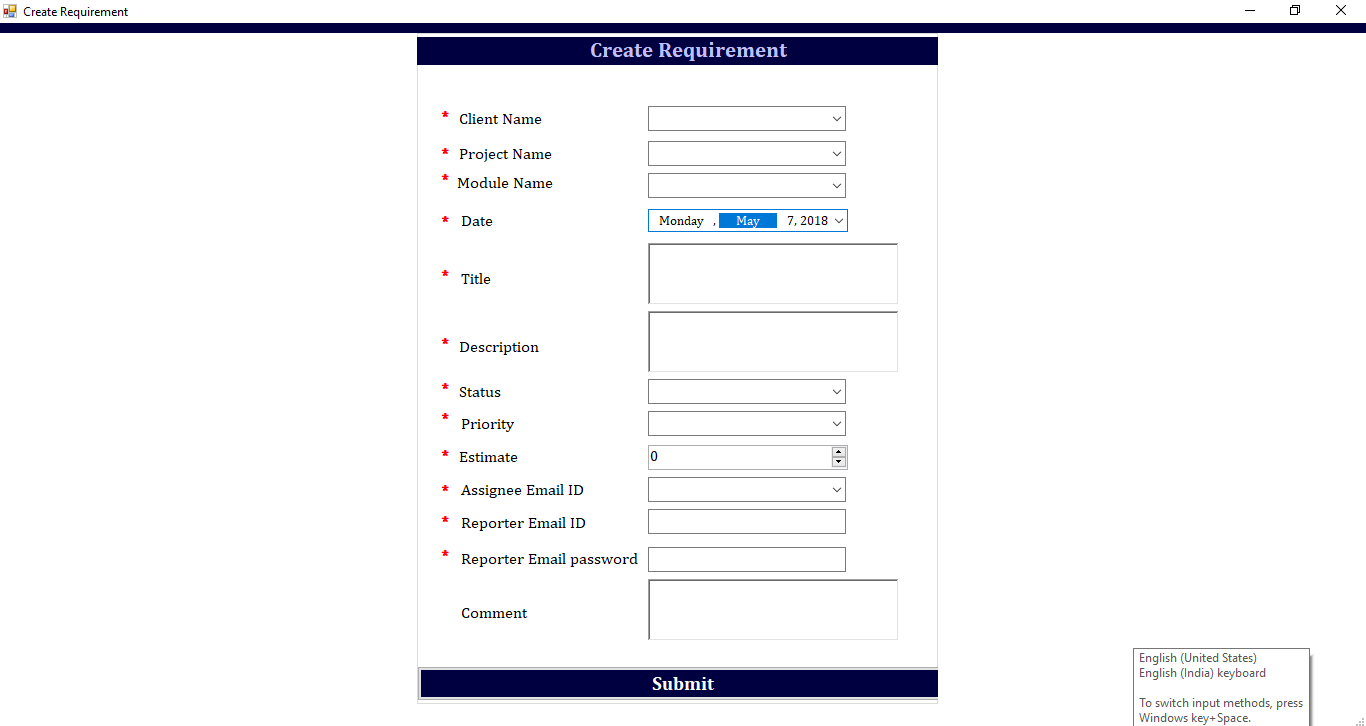 Create Requirement
Create Requirement
* Client Name
* Project Name
* Module Name
* Date Monday , May 7, 2018
* Title
* Description
* Status
* Priority
* Estimate 0
* Assignee Email ID
* Reporter Email ID
* Reporter Email password
Comment
Submit
English (United States)
English (India) keyboard
To switch input methods, press
Windows key+Space.